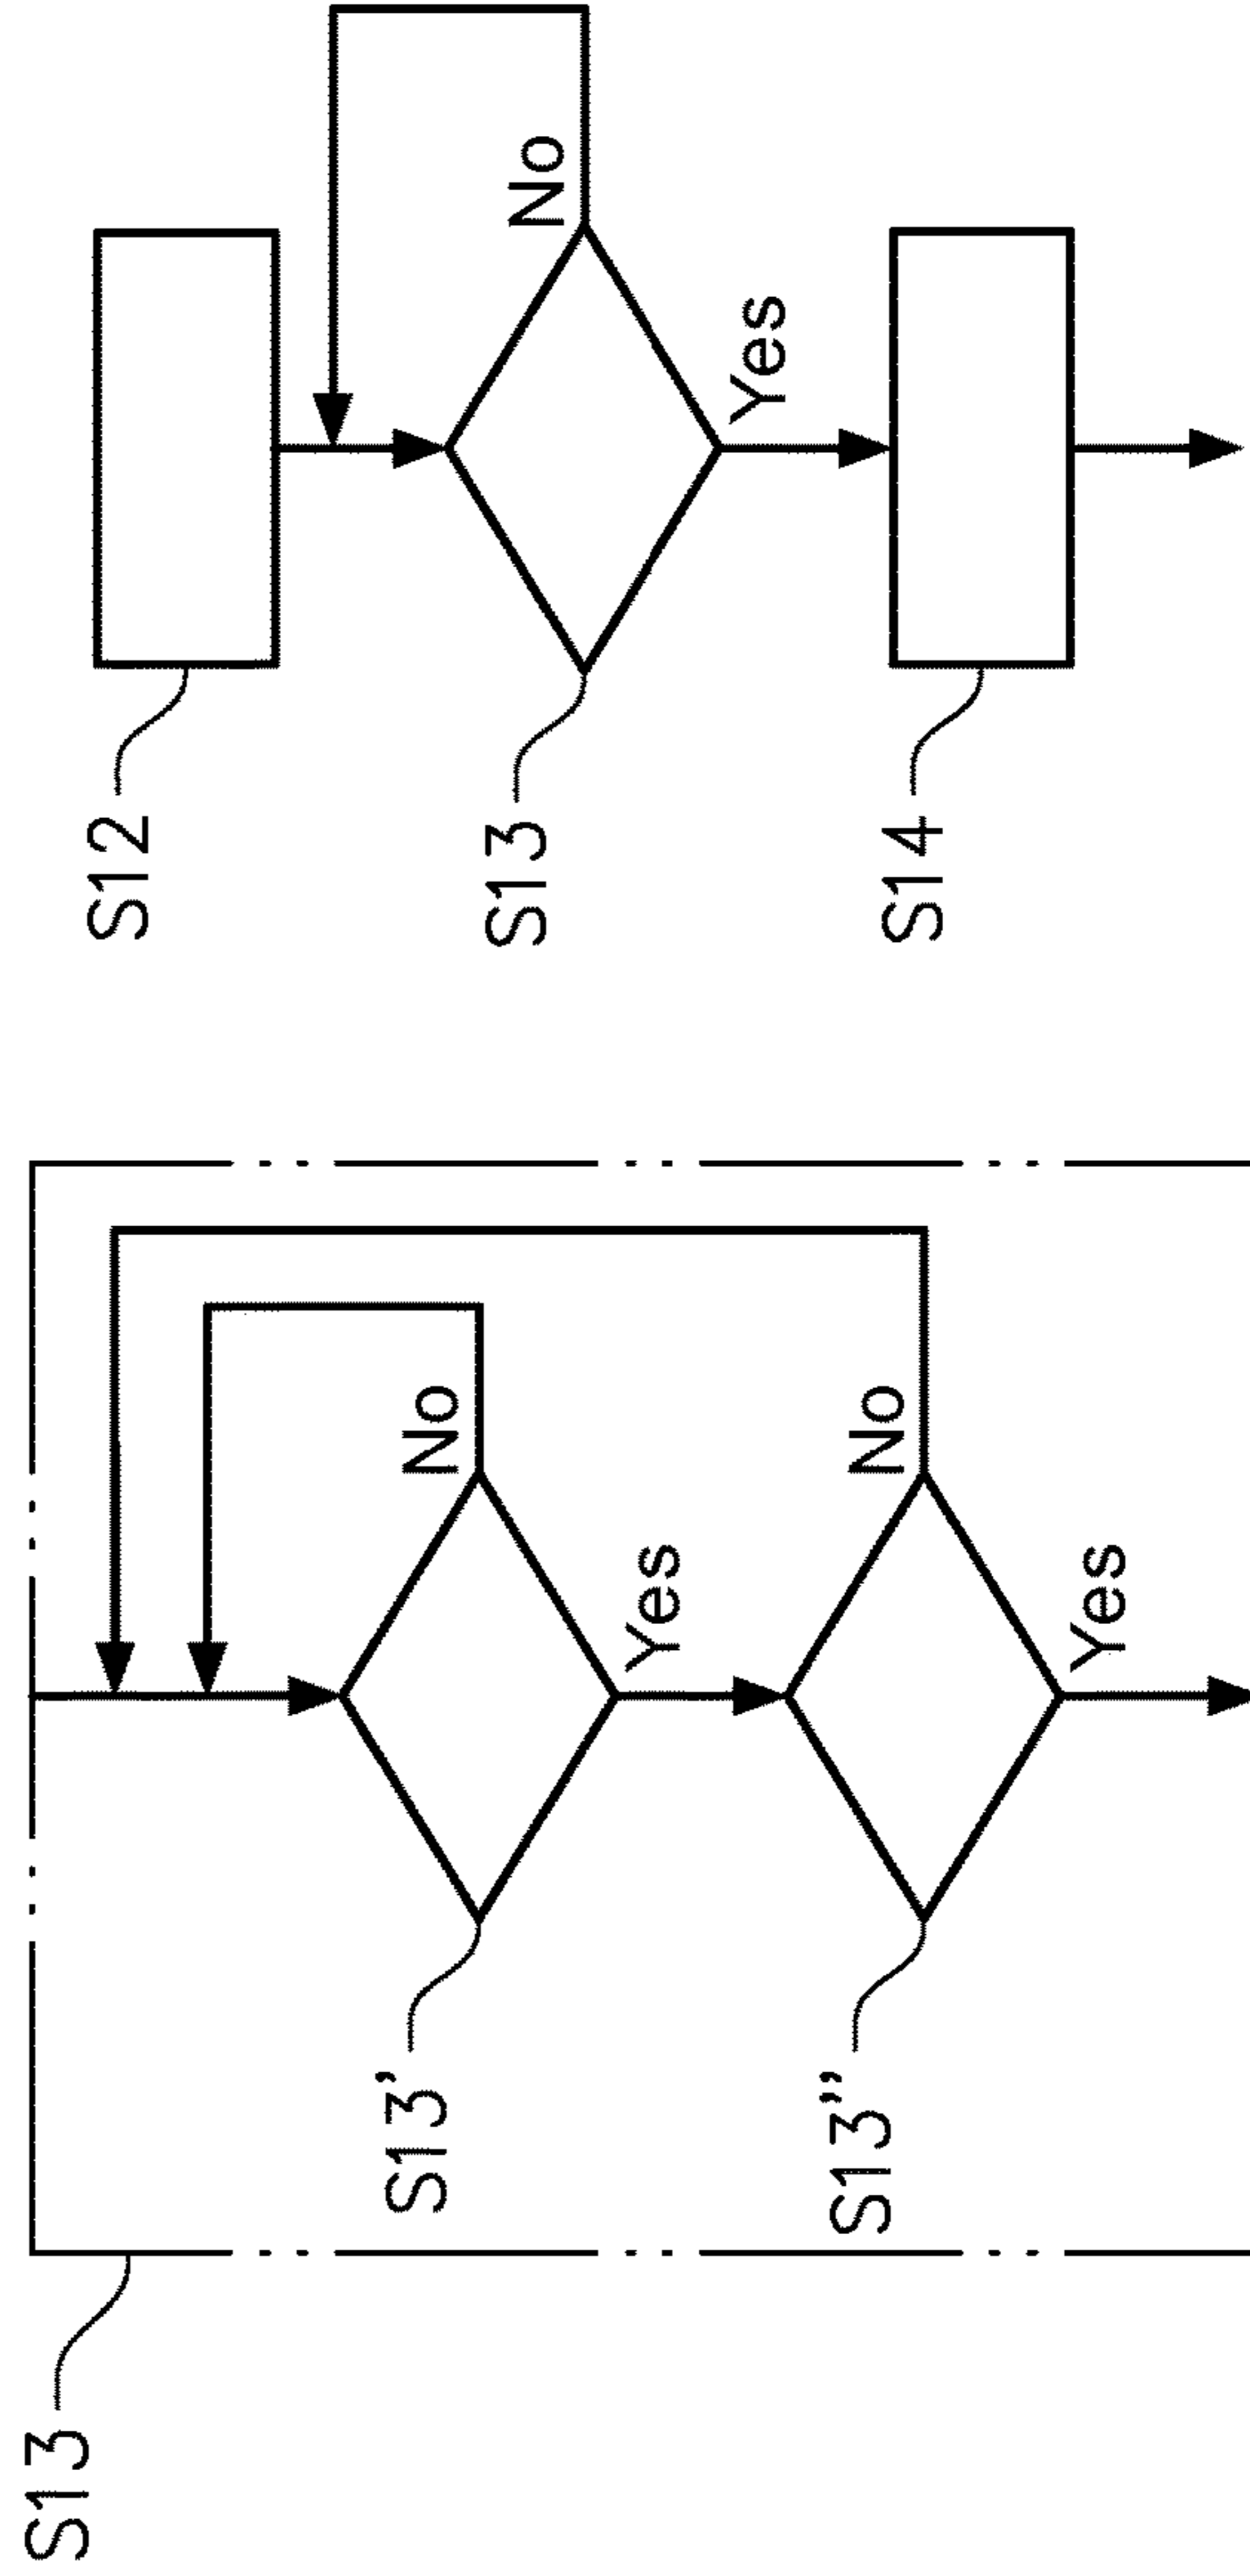 S13
S13'
No
Yes
S13''
No
Yes
S12
S13
No
Yes
S14